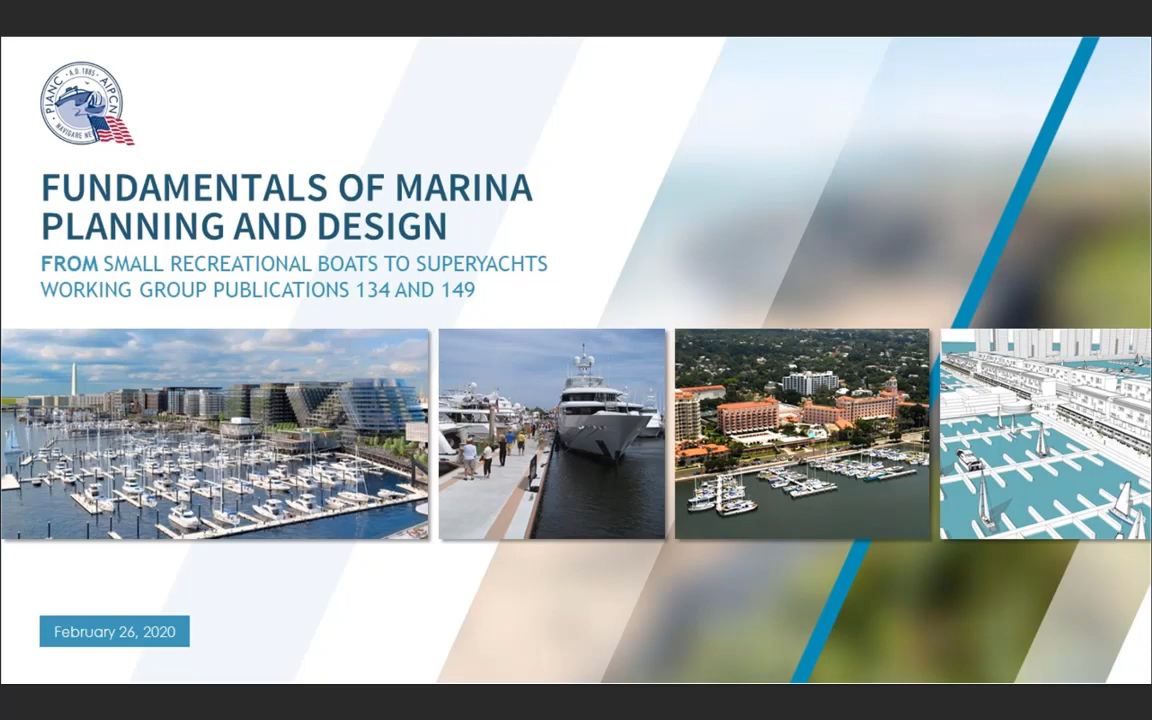 PIANC · A.D. 1885 · AIPCN
NAVIGARE NE
FUNDAMENTALS OF MARINA
PLANNING AND DESIGN
FROM SMALL RECREATIONAL BOATS TO SUPERYACHTS
WORKING GROUP PUBLICATIONS 134 AND 149
February 26, 2020